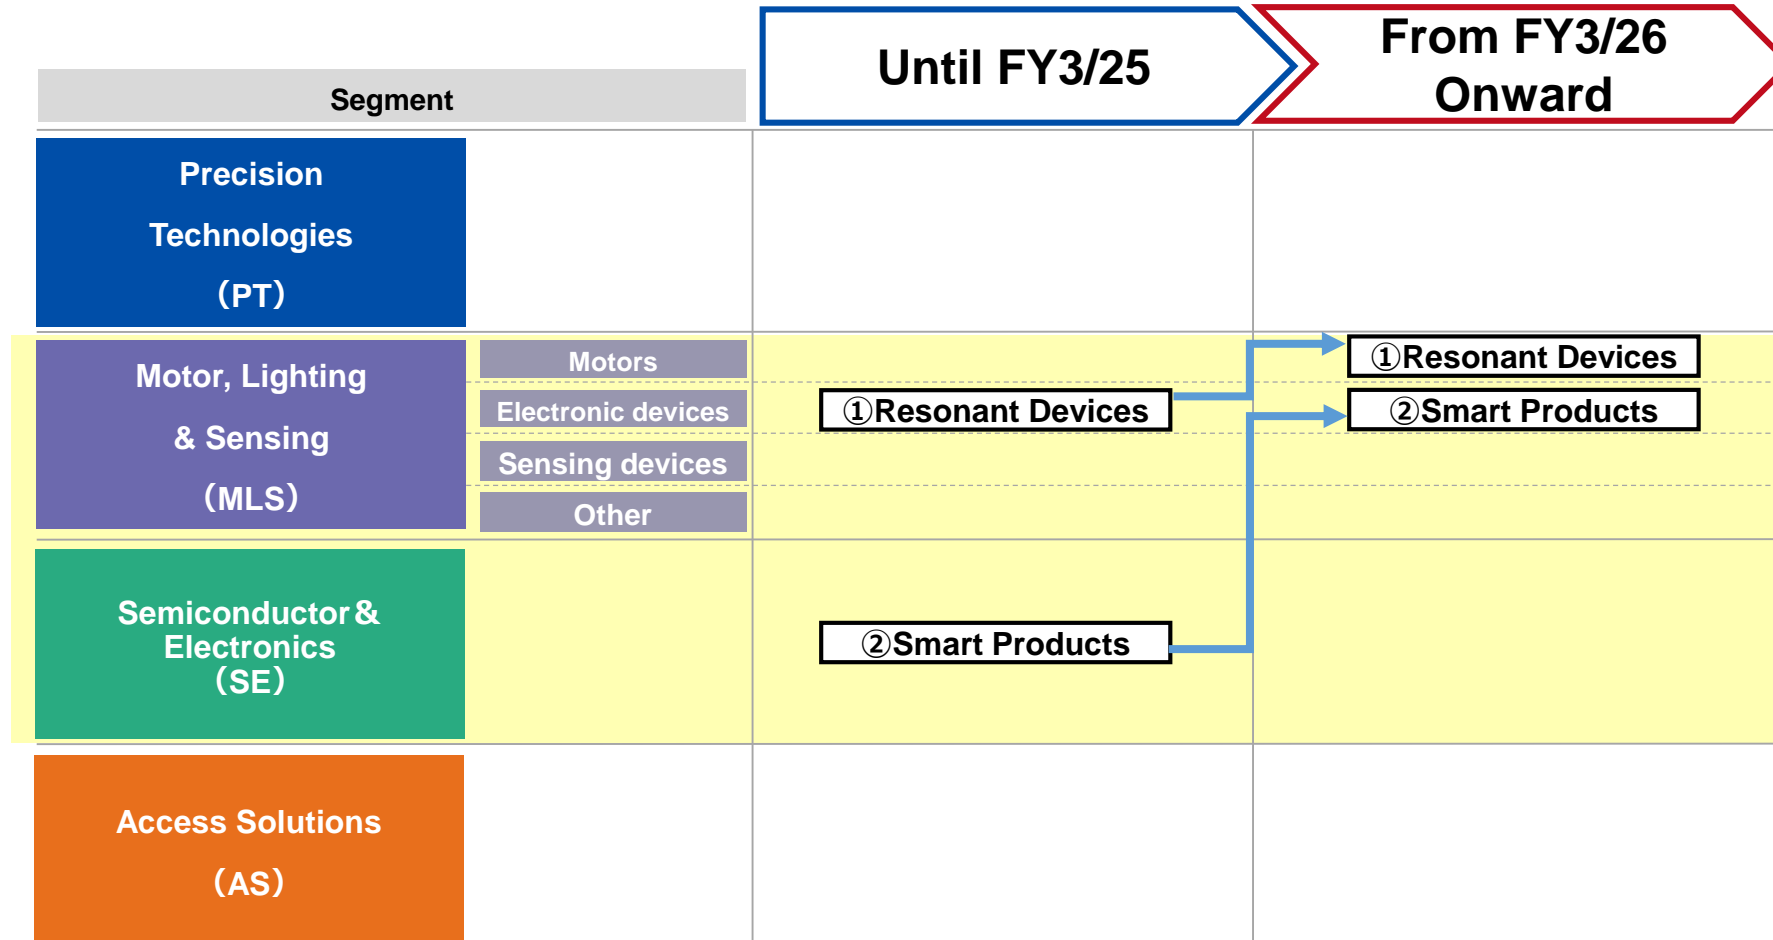 Segment
Until FY3/25
From FY3/26
Onward
Precision
Technologies
（PT）
Motor, Lighting
& Sensing
（MLS）
Motors
Electronic devices
Sensing devices
Other
①Resonant Devices
①Resonant Devices
②Smart Products
Semiconductor＆
Electronics
（SE）
②Smart Products
Access Solutions
（AS）